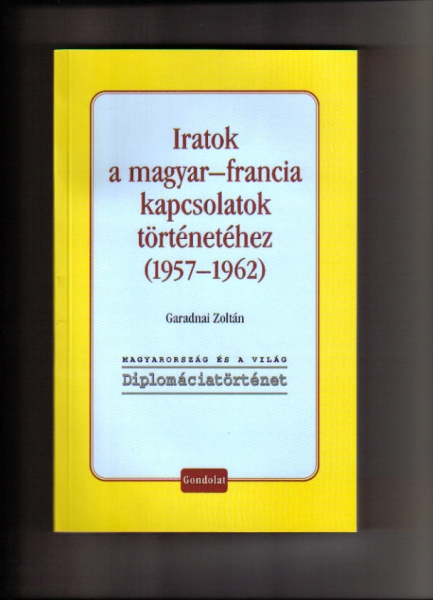 Iratok
a magyar–francia
kapcsolatok
történetéhez
(1957–1962)
Garadnai Zoltán
MAGYARORSZÁG ÉS A VILÁG
Diplomáciatörténet
Gondolat